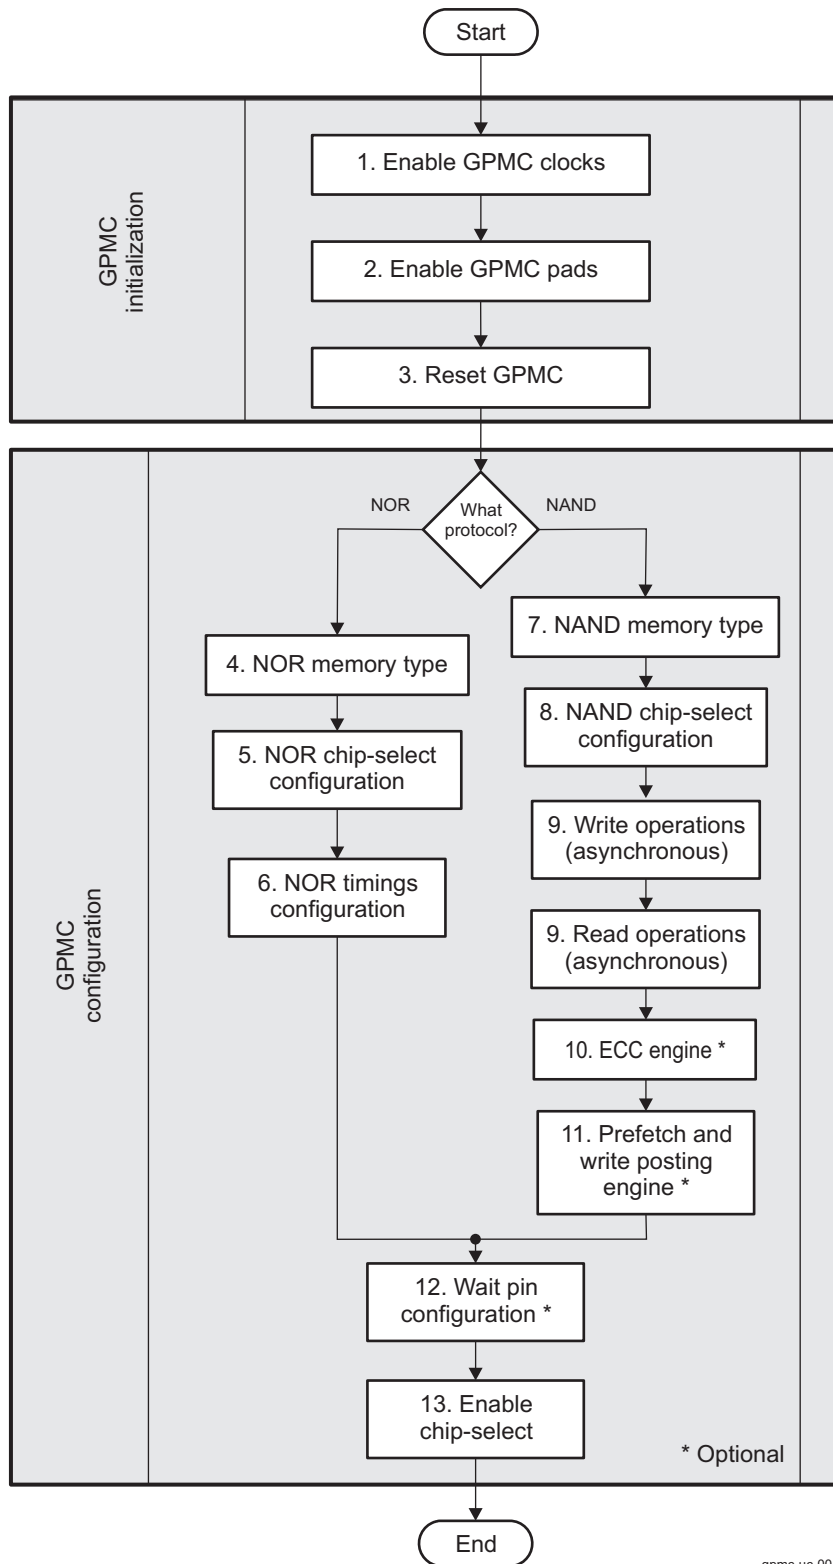 Start
GPMC
initialization
1. Enable GPMC clocks
2. Enable GPMC pads
3. Reset GPMC
GPMC
configuration
What
protocol?
NOR
NAND
4. NOR memory type
5. NOR chip-select
configuration
6. NOR timings
configuration
7. NAND memory type
8. NAND chip-select
configuration
9. Write operations
(asynchronous)
9. Read operations
(asynchronous)
10. ECC engine *
11. Prefetch and
write posting
engine *
12. Wait pin
configuration *
13. Enable
chip-select
* Optional
End